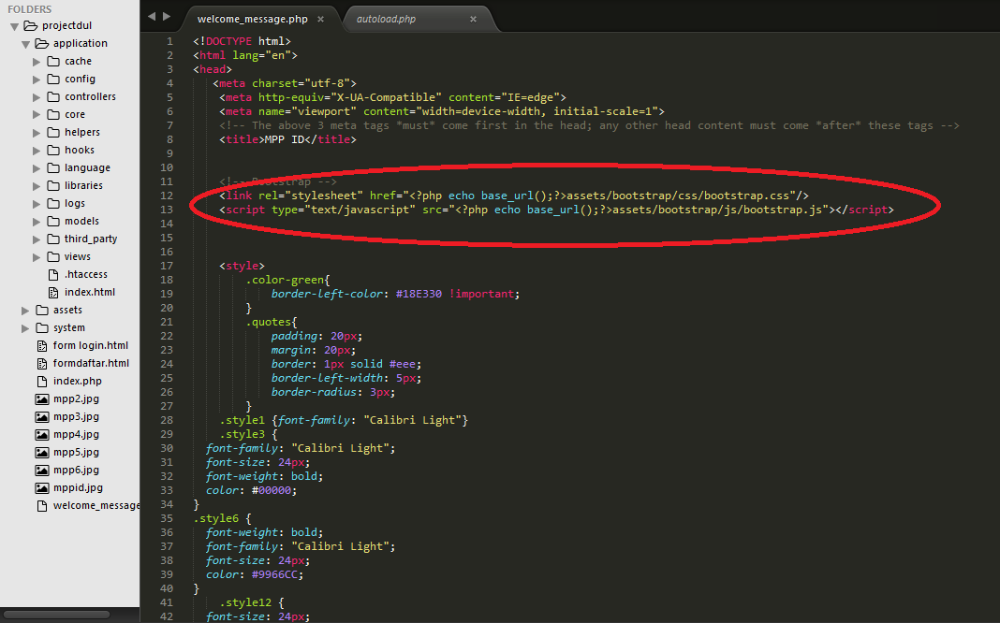 FOLDERS
projectdul
application
cache
config
controllers
core
helpers
hooks
language
libraries
logs
models
third_party
views
.htaccess
index.html
assets
system
form login.html
formdaftar.html
index.php
mpp2.jpg
mpp3.jpg
mpp4.jpg
mpp5.jpg
mpp6.jpg
mppid.jpg
welcome_message
welcome_message.php ×
autoload.php ×
1 <!DOCTYPE html>
2 <html lang="en">
3 <head>
4 <meta charset="utf-8">
5 <meta http-equiv="X-UA-Compatible" content="IE=edge">
6 <meta name="viewport" content="width=device-width, initial-scale=1">
7 <!-- The above 3 meta tags *must* come first in the head; any other head content must come *after* these tags -->
8 <title>MPP ID</title>
9
10
11 <!-- Bootstrap -->
12 <link rel="stylesheet" href="<?php echo base_url();?>assets/bootstrap/css/bootstrap.css"/>
13 <script type="text/javascript" src="<?php echo base_url();?>assets/bootstrap/js/bootstrap.js"></script>
14
15
16
17 <style>
18 .color-green{
19 border-left-color: #18E330 !important;
20 }
21 .quotes{
22 padding: 20px;
23 margin: 20px;
24 border: 1px solid #eee;
25 border-left-width: 5px;
26 border-radius: 3px;
27 }
28 .style1 {font-family: "Calibri Light"}
29 .style3 {
30 font-family: "Calibri Light";
31 font-size: 24px;
32 font-weight: bold;
33 color: #00000;
34 }
35 .style6 {
36 font-weight: bold;
37 font-family: "Calibri Light";
38 font-size: 24px;
39 color: #9966CC;
40 }
41 .style12 {
42 font-size: 24px;